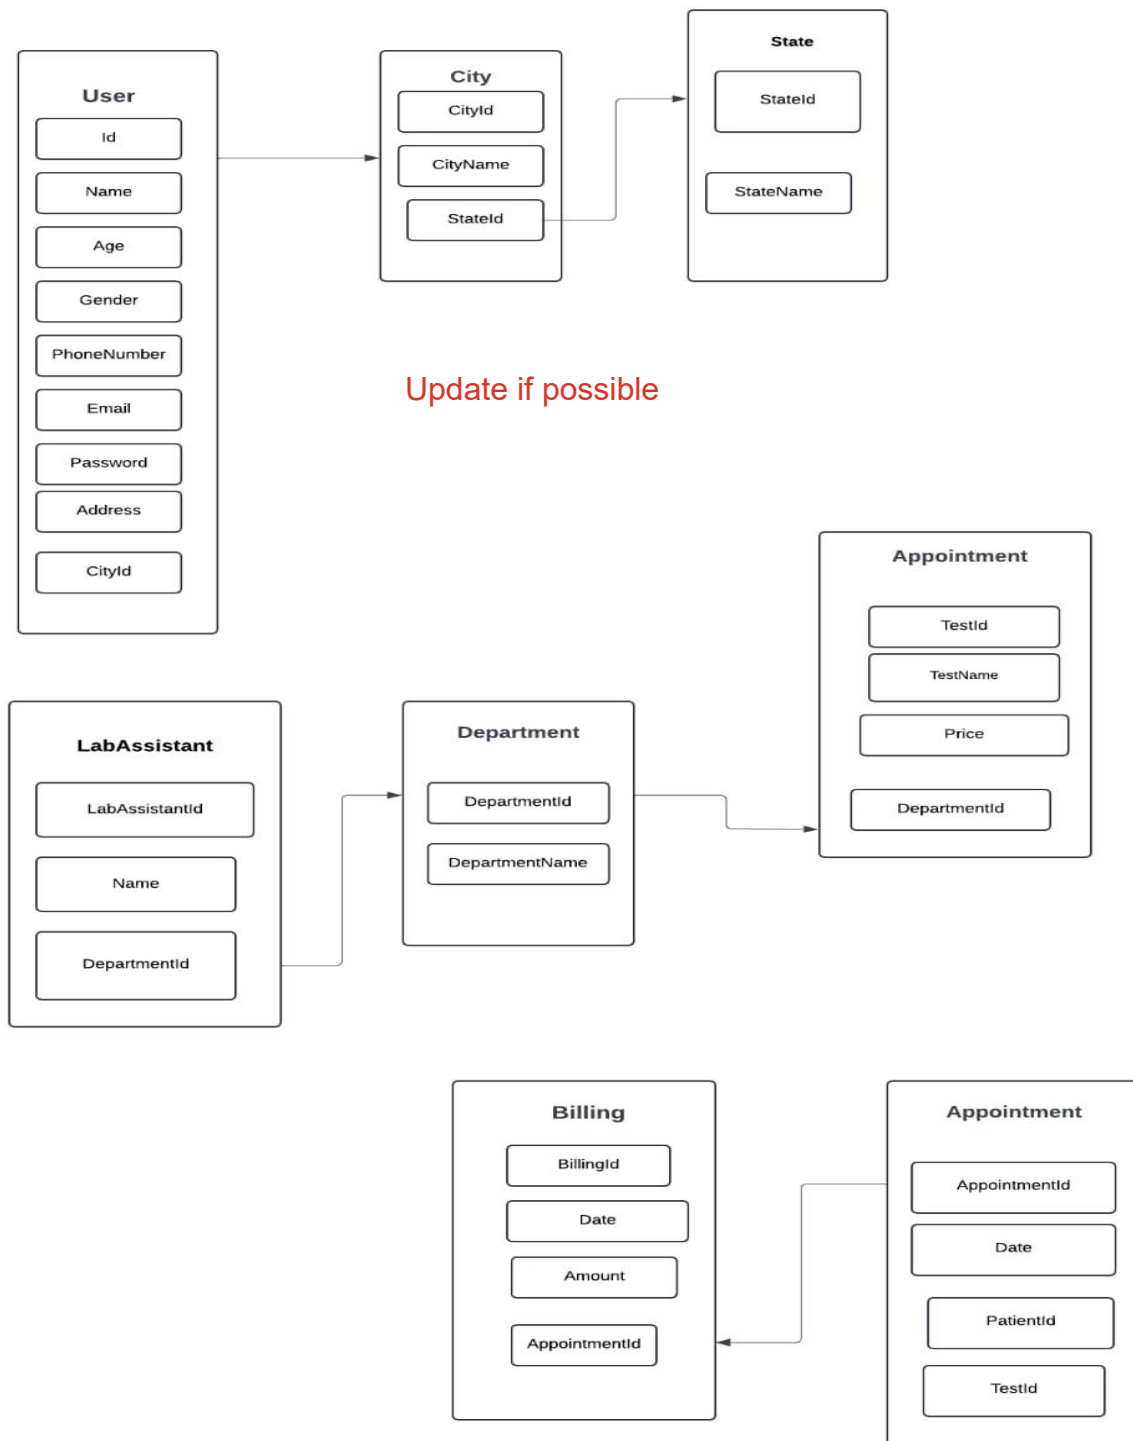 User
Id
Name
Age
Gender
PhoneNumber
Email
Password
Address
CityId
City
CityId
CityName
StateId
State
StateId
StateName
Update if possible
Appointment
TestId
TestName
Price
DepartmentId
LabAssistant
LabAssistantId
Name
DepartmentId
Department
DepartmentId
DepartmentName
Billing
BillingId
Date
Amount
AppointmentId
Appointment
AppointmentId
Date
PatientId
TestId